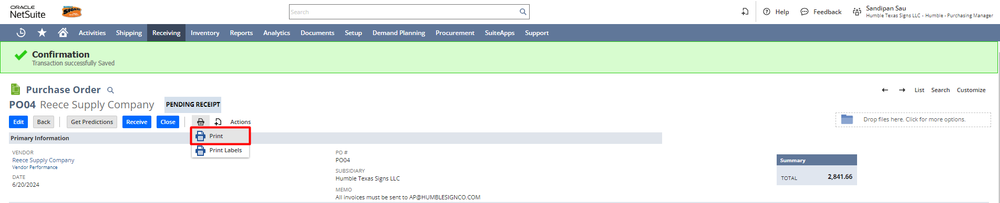 ORACLE
NetSuite
SIGNCO
Search
Help
Feedback
Sandipan Sau
Humble Texas Signs LLC - Humble - Purchasing Manager
Activities Shipping Receiving Inventory Reports Analytics Documents Setup Demand Planning Procurement SuiteApps Support
Confirmation
Transaction successfully Saved
Purchase Order
List Search Customize
PO04 Reece Supply Company PENDING RECEIPT
Edit Back Get Predictions Receive Close Actions
Drop files here. Click for more options.
Print
Print Labels
Primary Information
VENDOR
Reece Supply Company
Vendor Performance
DATE
6/20/2024
PO #
PO04
SUBSIDIARY
Humble Texas Signs LLC
MEMO
All invoices must be sent to AP@HUMBLESIGNCO.COM
Summary
TOTAL 2,841.66